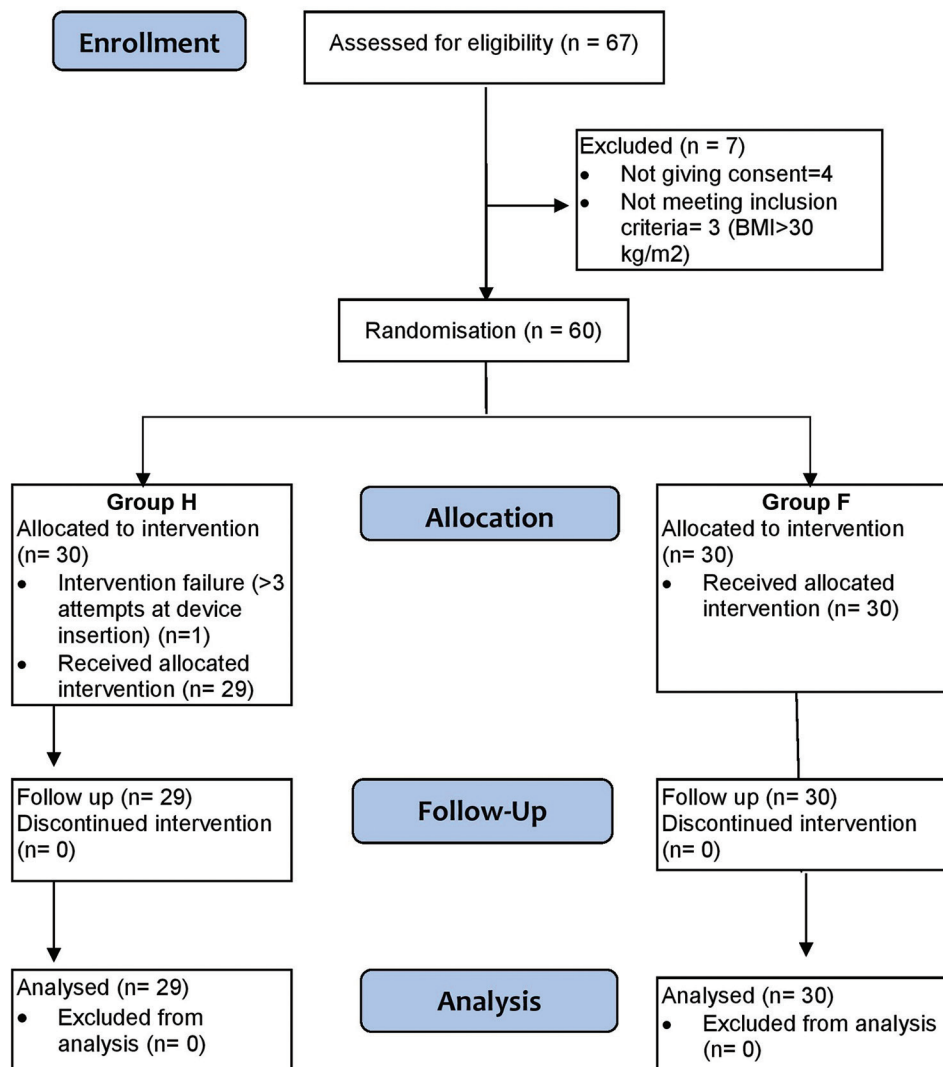 Enrollment
Assessed for eligibility (n = 67)
Excluded (n = 7)
• Not giving consent=4
• Not meeting inclusion
criteria= 3 (BMI>30
kg/m2)
Randomisation (n = 60)
Group H
Allocated to intervention
(n= 30)
• Intervention failure (>3
attempts at device
insertion) (n=1)
• Received allocated
intervention (n= 29)
Allocation
Group F
Allocated to intervention
(n= 30)
• Received allocated
intervention (n= 30)
Follow up (n= 29)
Discontinued intervention
(n= 0)
Follow-Up
Follow up (n= 30)
Discontinued intervention
(n= 0)
Analysed (n= 29)
• Excluded from
analysis (n= 0)
Analysis
Analysed (n= 30)
• Excluded from analysis
(n= 0)